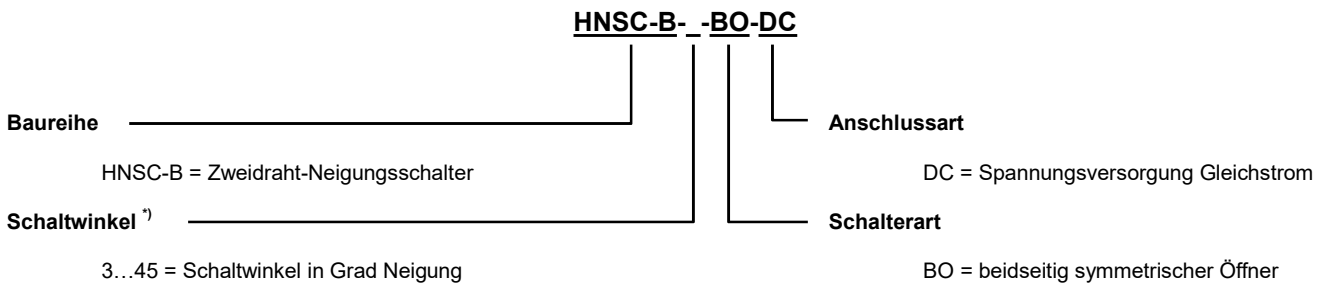 HNSC-B-_-BO-DC
Baureihe
Anschlussart
HNSC-B = Zweidraht-Neigungsschalter
DC = Spannungsversorgung Gleichstrom
Schaltwinkel *)
Schalterart
3…45 = Schaltwinkel in Grad Neigung
BO = beidseitig symmetrischer Öffner